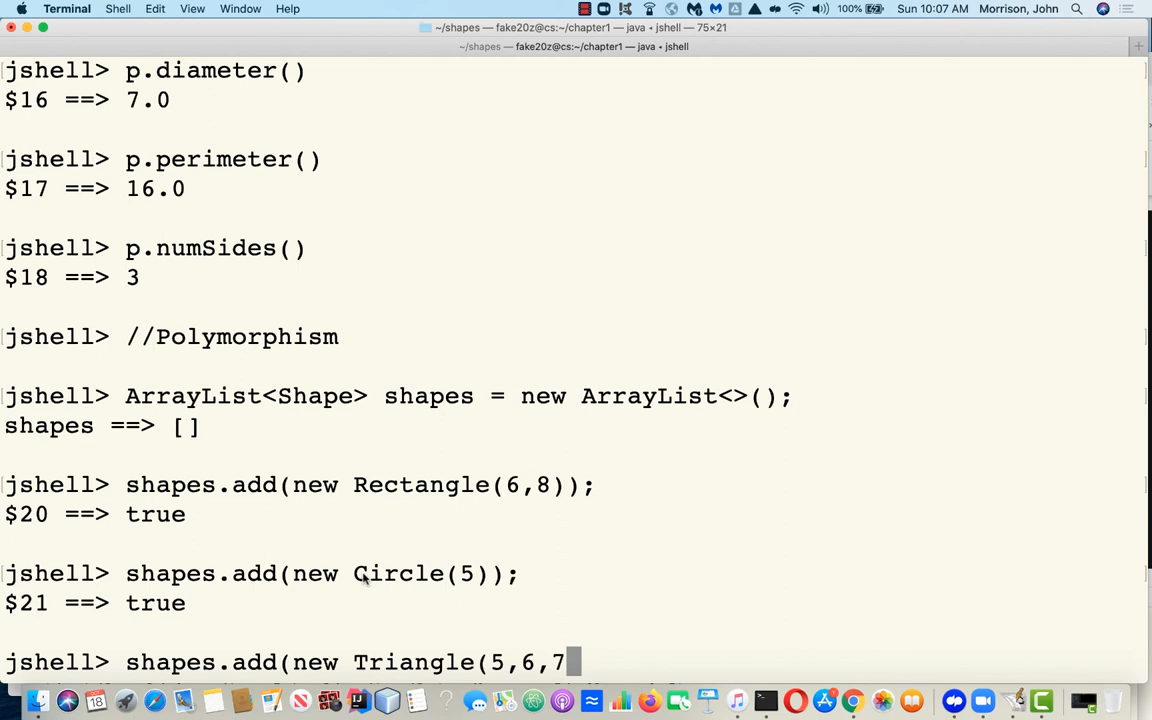 Terminal Shell Edit View Window Help 100% Sun 10:07 AM Morrison, John
~/shapes — fake20z@cs:~/chapter1 — java ◂ jshell — 75×21
~/shapes — fake20z@cs:~/chapter1 — java ◂ jshell
jshell> p.diameter()
$16 ==> 7.0
jshell> p.perimeter()
$17 ==> 16.0
jshell> p.numSides()
$18 ==> 3
jshell> //Polymorphism
jshell> ArrayList<Shape> shapes = new ArrayList<>();
shapes ==> []
jshell> shapes.add(new Rectangle(6,8));
$20 ==> true
jshell> shapes.add(new Circle(5));
$21 ==> true
jshell> shapes.add(new Triangle(5,6,7
18